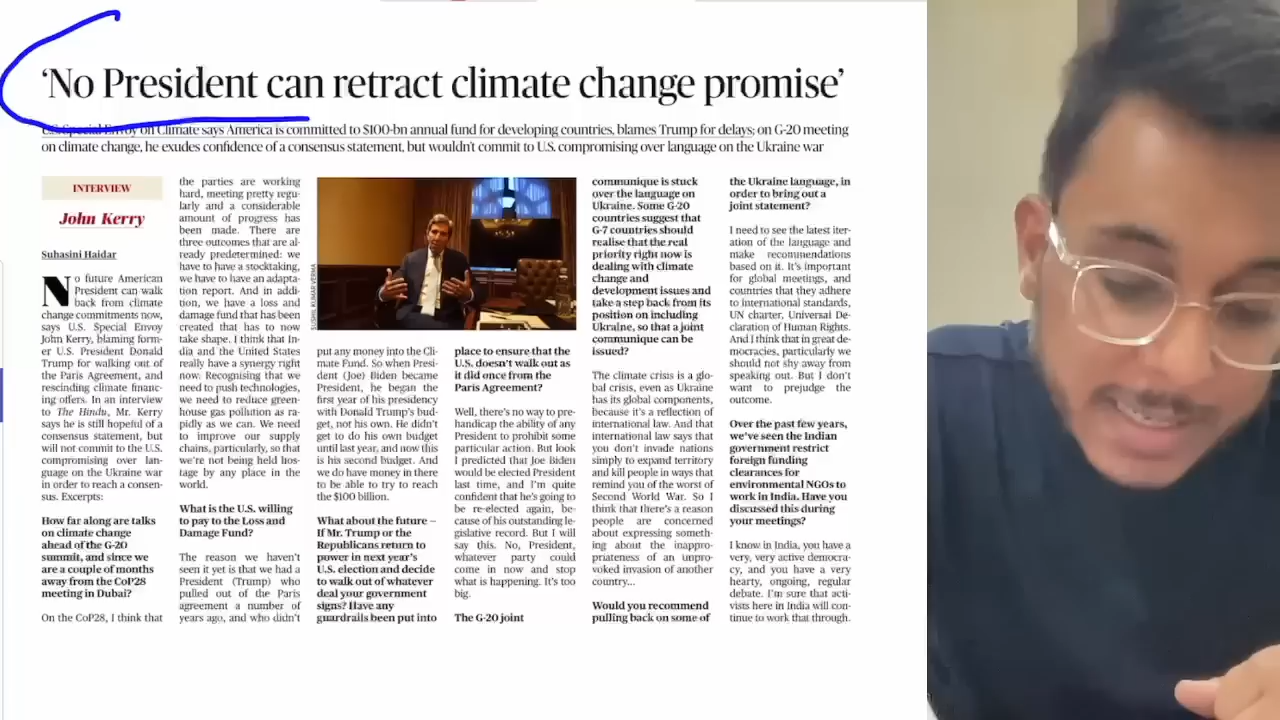 ‘No President can retract climate change promise’
U.S. Special Envoy on Climate says America is committed to $100-bn annual fund for developing countries, blames Trump for delays; on G-20 meeting
on climate change, he exudes confidence of a consensus statement, but wouldn’t commit to U.S. compromising over language on the Ukraine war
INTERVIEW
John Kerry
Suhasini Haidar
No future American
President can walk
back from climate
change commitments now,
says U.S. Special Envoy
John Kerry, blaming form-
er U.S. President Donald
Trump for walking out of
the Paris Agreement, and
rescinding climate financ-
ing offers. In an interview
to The Hindu, Mr. Kerry
says he is still hopeful of a
consensus statement, but
will not commit to the U.S.
compromising over lan-
guage on the Ukraine war
in order to reach a consen-
sus. Excerpts:
How far along are talks
on climate change
ahead of the G-20
summit, and since we
are a couple of months
away from the CoP28
meeting in Dubai?
On the CoP28, I think that
the parties are working
hard, meeting pretty regu-
larly and a considerable
amount of progress has
been made. There are
three outcomes that are al-
ready predetermined: we
have to have a stocktaking,
we have to have an adapta-
tion report. And in addi-
tion, we have a loss and
damage fund that has been
created that has to now
take shape. I think that In-
dia and the United States
really have a synergy right
now: Recognising that we
need to push technologies,
we need to reduce green-
house gas pollution as ra-
pidly as we can. We need
to improve our supply
chains, particularly, so that
we’re not being held hos-
tage by any place in the
world.
What is the U.S. willing
to pay to the Loss and
Damage Fund?
The reason we haven’t
seen it yet is that we had a
President (Trump) who
pulled out of the Paris
agreement a number of
years ago, and who didn’t
SUSHIL KUMAR VERMA
put any money into the Cli-
mate Fund. So when Presi-
dent (Joe) Biden became
President, he began the
first year of his presidency
with Donald Trump’s bud-
get, not his own. He didn’t
get to do his own budget
until last year, and now this
is his second budget. And
we do have money in there
to be able to try to reach
the $100 billion.
What about the future –
If Mr. Trump or the
Republicans return to
power in next year’s
U.S. election and decide
to walk out of whatever
deal your government
signs? Have any
guardrails been put into
place to ensure that the
U.S. doesn’t walk out as
it did once from the
Paris Agreement?
Well, there’s no way to pre-
handicap the ability of any
President to prohibit some
particular action. But look
I predicted that Joe Biden
would be elected President
last time, and I’m quite
confident that he’s going to
be re-elected again, be-
cause of his outstanding le-
gislative record. But I will
say this. No, President,
whatever party could
come in now and stop
what is happening. It’s too
big.
The G-20 joint
communique is stuck
over the language on
Ukraine. Some G-20
countries suggest that
G-7 countries should
realise that the real
priority right now is
dealing with climate
change and
development issues and
take a step back from its
position on including
Ukraine, so that a joint
communique can be
issued?
The climate crisis is a glo-
bal crisis, even as Ukraine
has its global components,
because it’s a reflection of
international law. And that
international law says that
you don’t invade nations
simply to expand territory
and kill people in ways that
remind you of the worst of
Second World War. So I
think that there’s a reason
people are concerned
about expressing someth-
ing about the inappro-
priateness of an unpro-
voked invasion of another
country...
Would you recommend
pulling back on some of
the Ukraine language, in
order to bring out a
joint statement?
I need to see the latest iter-
ation of the language and
make recommendations
based on it. It’s important
for global meetings, and
countries that they adhere
to international standards,
UN charter, Universal De-
claration of Human Rights.
And I think that in great de-
mocracies, particularly we
should not shy away from
speaking out. But I don’t
want to prejudge the
outcome.
Over the past few years,
we’ve seen the Indian
government restrict
foreign funding
clearances for
environmental NGOs to
work in India. Have you
discussed this during
your meetings?
I know in India, you have a
very, very active democra-
cy, and you have a very
hearty, ongoing, regular
debate. I’m sure that acti-
vists here in India will con-
tinue to work that through.